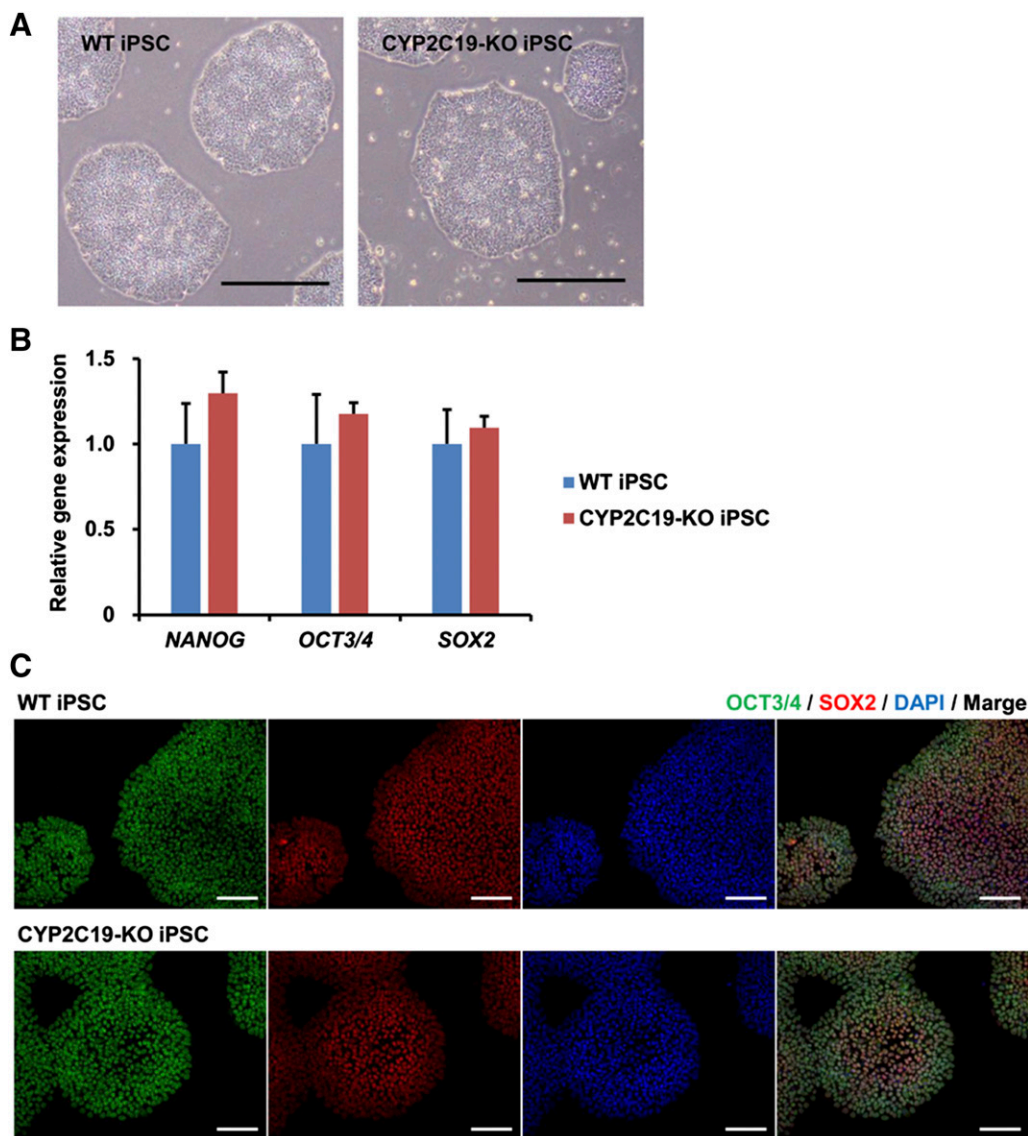 A
WT iPSC
CYP2C19-KO iPSC
B
Relative gene expression
1.5
1.0
0.5
0
NANOG
OCT3/4
SOX2
WT iPSC
CYP2C19-KO iPSC
C
WT iPSC
OCT3/4 / SOX2 / DAPI / Marge
CYP2C19-KO iPSC